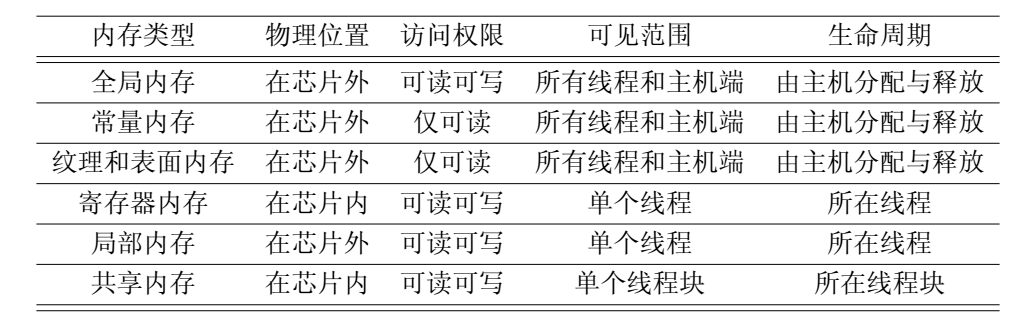 内存类型 物理位置 访问权限 可见范围 生命周期
全局内存 在芯片外 可读可写 所有线程和主机端 由主机分配与释放
常量内存 在芯片外 仅可读 所有线程和主机端 由主机分配与释放
纹理和表面内存 在芯片外 仅可读 所有线程和主机端 由主机分配与释放
寄存器内存 在芯片内 可读可写 单个线程 所在线程
局部内存 在芯片外 可读可写 单个线程 所在线程
共享内存 在芯片内 可读可写 单个线程块 所在线程块